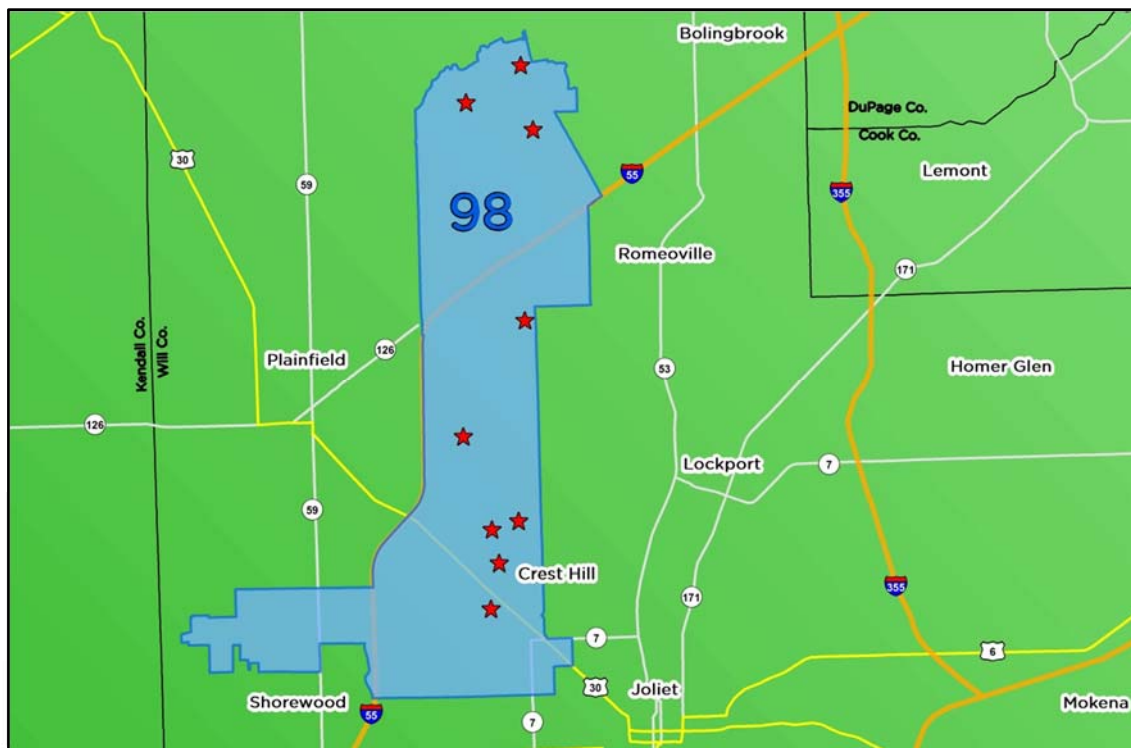 Bolingbrook
DuPage Co.
Cook Co.
30
59
55
355
Lemont
98
Romeoville
171
Kendall Co.
Will Co.
Plainfield
126
53
Homer Glen
126
Lockport
7
59
Crest Hill
355
171
7
6
Shorewood
30
Joliet
Mokena
55
7